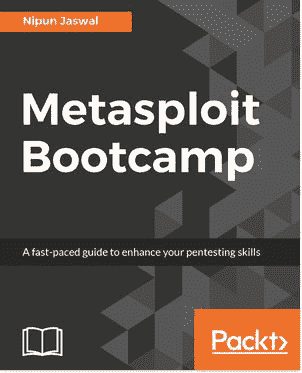 Nipun Jaswal
Metasploit
Bootcamp
A fast-paced guide to enhance your pentesting skills
Packt>